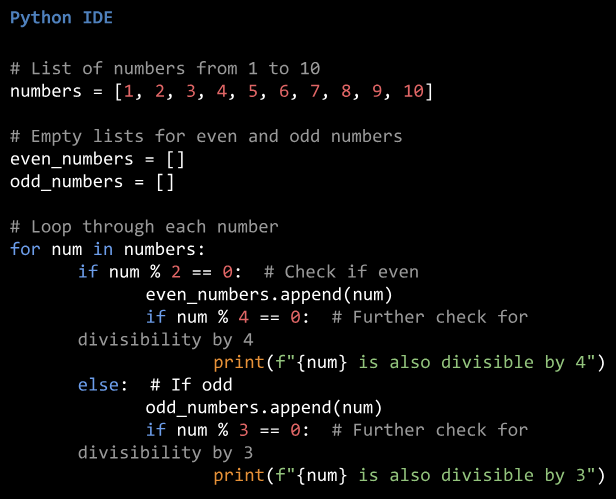 Python IDE
# List of numbers from 1 to 10
numbers = [1, 2, 3, 4, 5, 6, 7, 8, 9, 10]
# Empty lists for even and odd numbers
even_numbers = []
odd_numbers = []
# Loop through each number
for num in numbers:
if num % 2 == 0:  # Check if even
even_numbers.append(num)
if num % 4 == 0:  # Further check for
divisibility by 4
print(f"{num} is also divisible by 4")
else:  # If odd
odd_numbers.append(num)
if num % 3 == 0:  # Further check for
divisibility by 3
print(f"{num} is also divisible by 3")